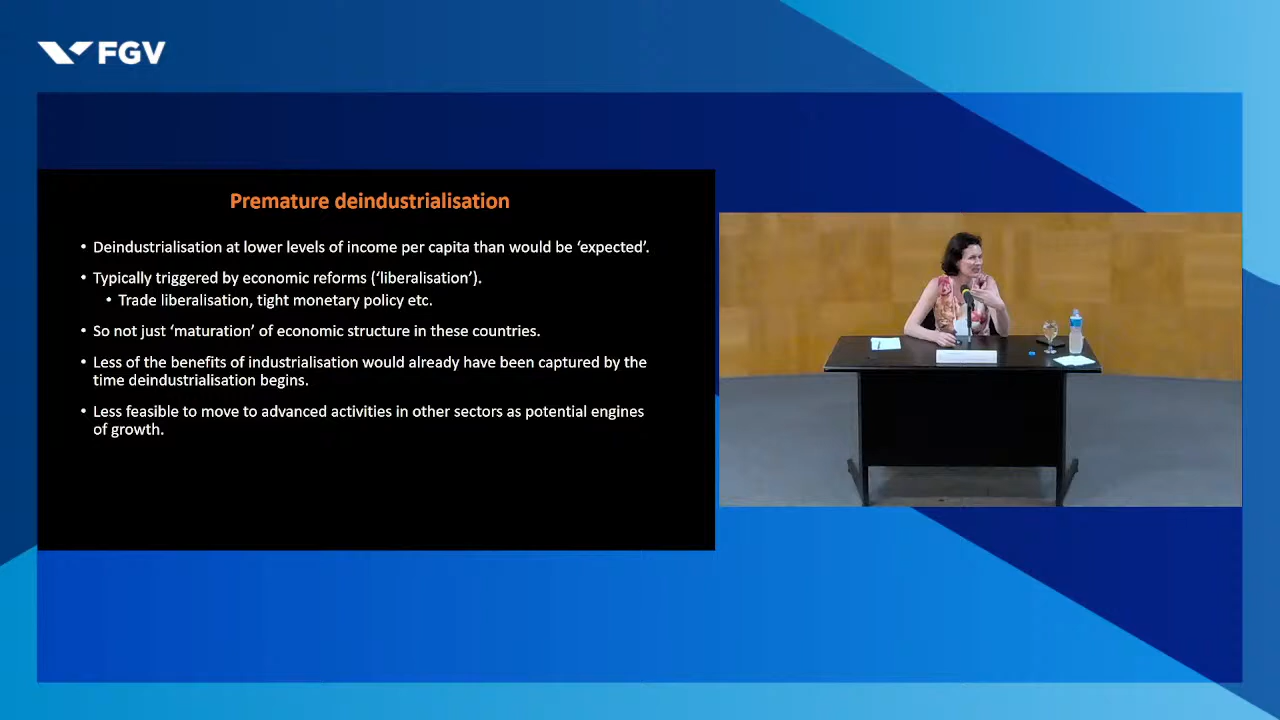 FGV
Premature deindustrialisation
• Deindustrialisation at lower levels of income per capita than would be ‘expected’.
• Typically triggered by economic reforms (‘liberalisation’).
• Trade liberalisation, tight monetary policy etc.
• So not just ‘maturation’ of economic structure in these countries.
• Less of the benefits of industrialisation would already have been captured by the
time deindustrialisation begins.
• Less feasible to move to advanced activities in other sectors as potential engines
of growth.